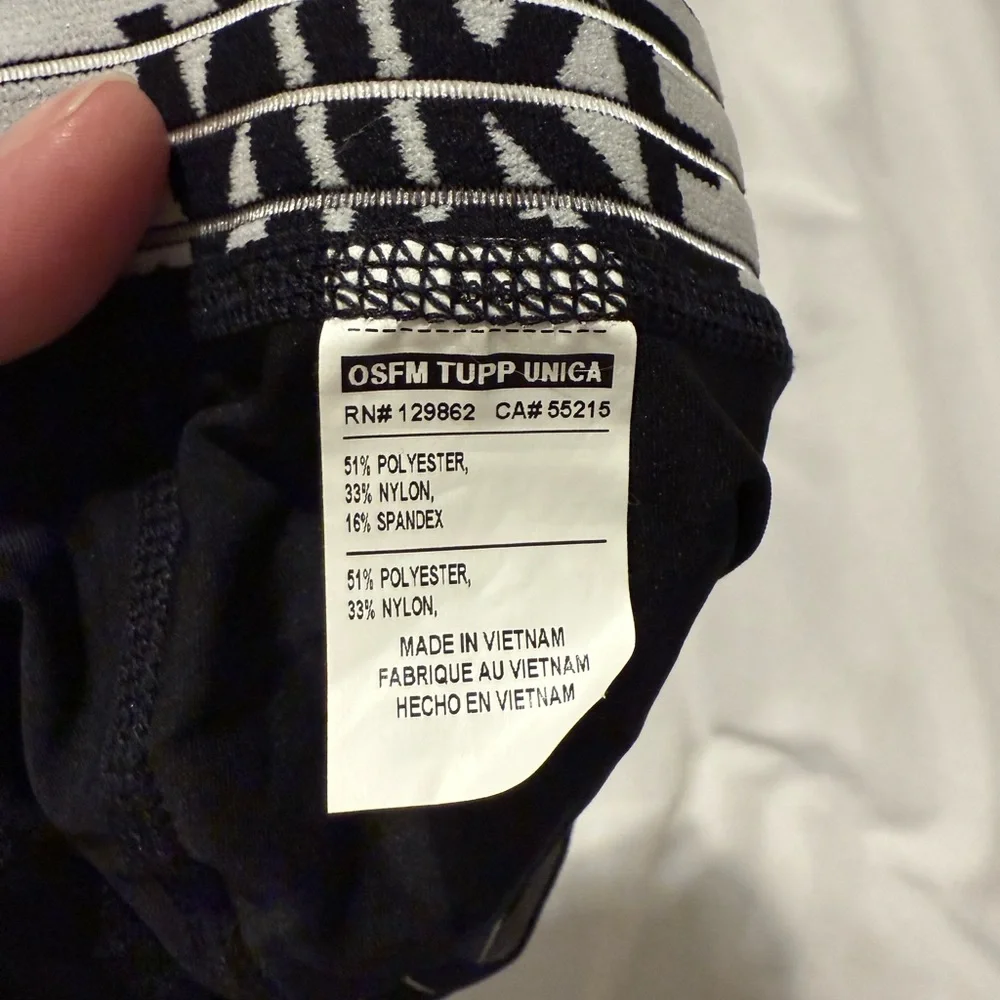 OSFM TUPP UNICA
RN# 129862 CA# 55215
51% POLYESTER,
33% NYLON,
16% SPANDEX
51% POLYESTER,
33% NYLON,
MADE IN VIETNAM
FABRIQUE AU VIETNAM
HECHO EN VIETNAM